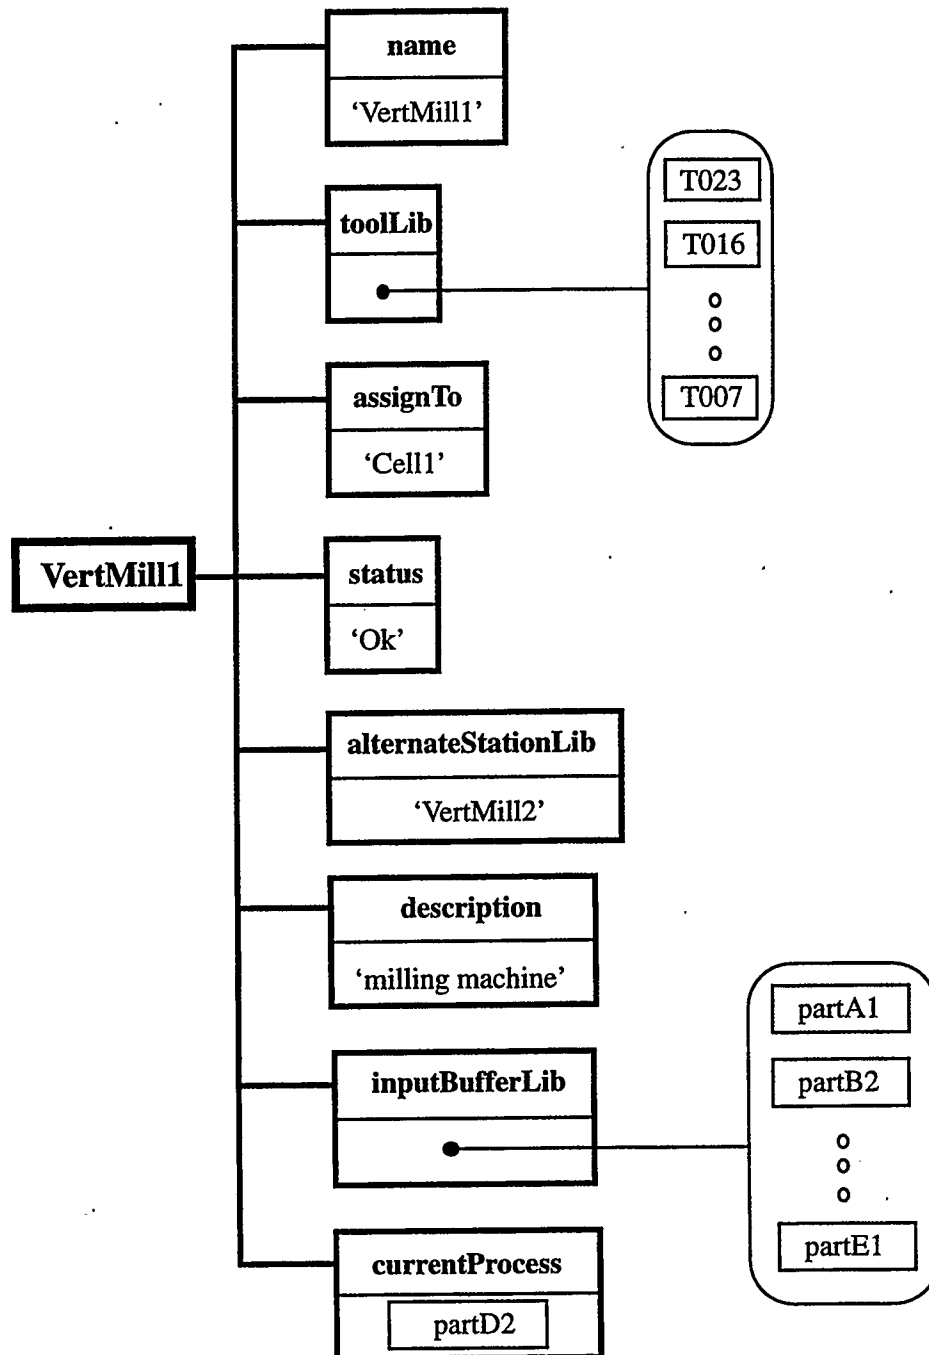 name
‘VertMill1’
toolLib
T023
T016
T007
assignTo
‘Cell1’
VertMill1
status
‘Ok’
alternateStationLib
‘VertMill2’
description
‘milling machine’
inputBufferLib
partA1
partB2
partE1
currentProcess
partD2